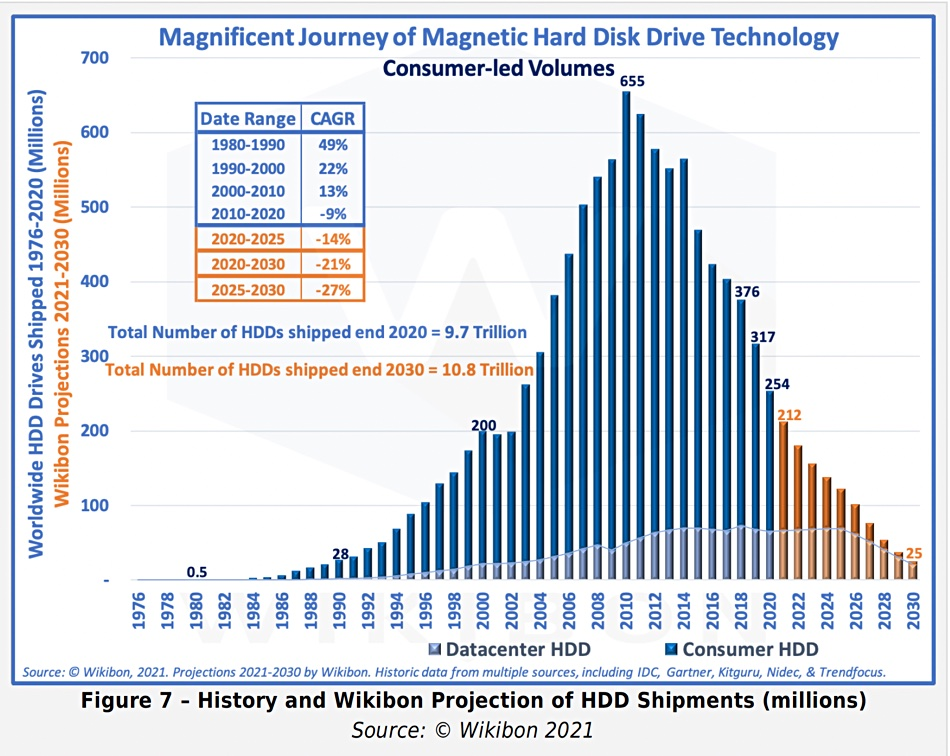 Magnificent Journey of Magnetic Hard Disk Drive Technology
Consumer-led Volumes
Worldwide HDD Drives Shipped 1976-2020 (Millions)
Wikibon Projections 2021-2030 (Millions)
700
600
500
400
300
200
100
-
Date Range CAGR
1980-1990 49%
1990-2000 22%
2000-2010 13%
2010-2020 -9%
2020-2025 -14%
2020-2030 -21%
2025-2030 -27%
Total Number of HDDs shipped end 2020 = 9.7 Trillion
Total Number of HDDs shipped end 2030 = 10.8 Trillion
0.5
28
200
655
376
317
254
212
25
1976 1978 1980 1982 1984 1986 1988 1990 1992 1994 1996 1998 2000 2002 2004 2006 2008 2010 2012 2014 2016 2018 2020 2022 2024 2026 2028 2030
WIKIBON
Datacenter HDD Consumer HDD
Source: © Wikibon, 2021. Projections 2021-2030 by Wikibon. Historic data from multiple sources, including IDC, Gartner, Kitguru, Nidec, & Trendfocus.
Figure 7 – History and Wikibon Projection of HDD Shipments (millions)
Source: © Wikibon 2021